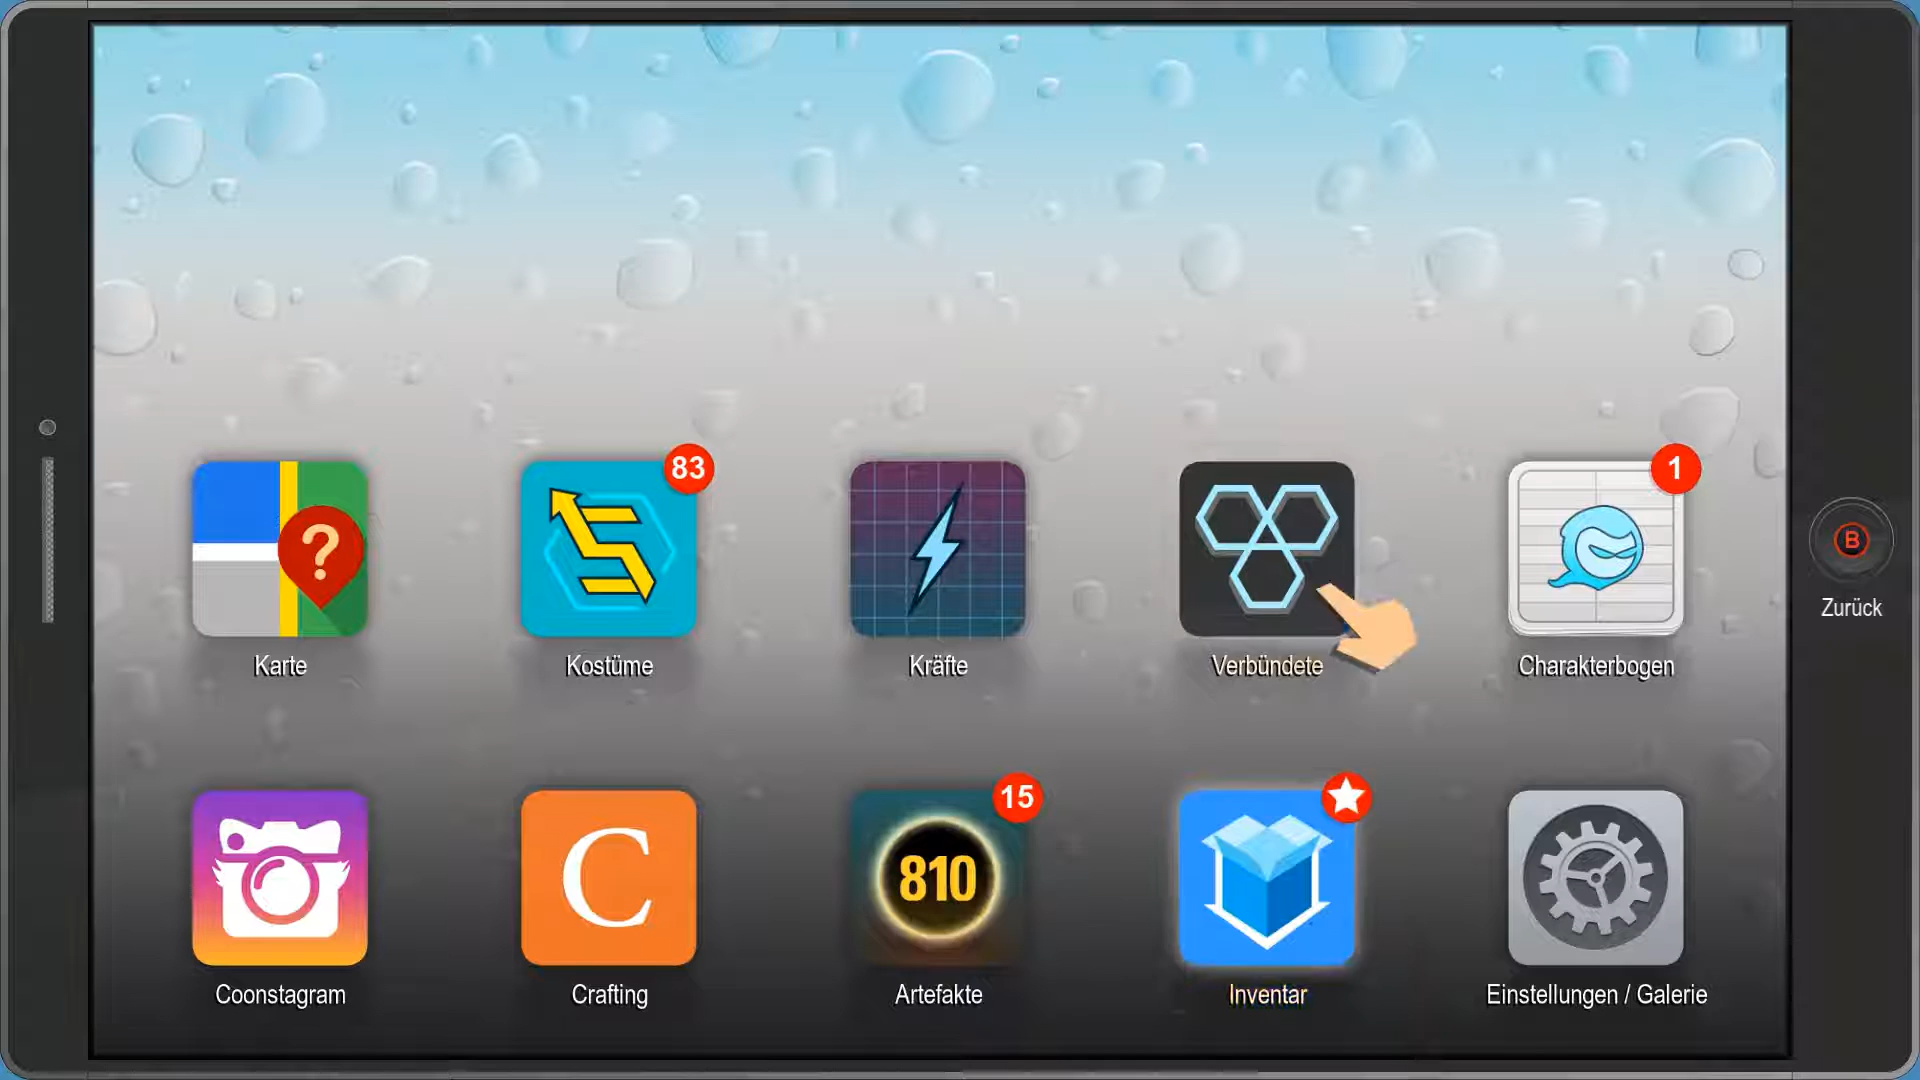 83
1
?
B
Zurück
Karte
Kostüme
Kräfte
Verbündete
Charakterbogen
15
C
810
Coonstagram
Crafting
Artefakte
Inventar
Einstellungen / Galerie